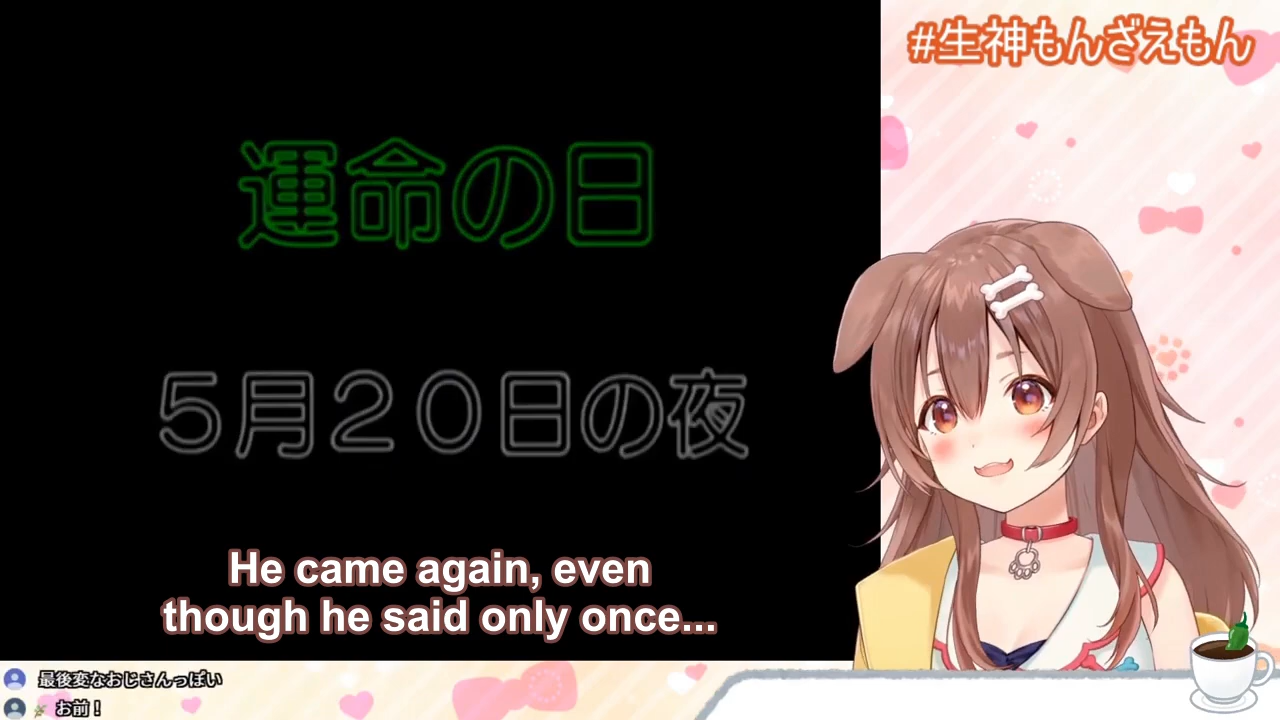 #生神もんざえもん
運命の日
５月２０日の夜
He came again, even
though he said only once...
最後変なおじさんっぽい
お前！